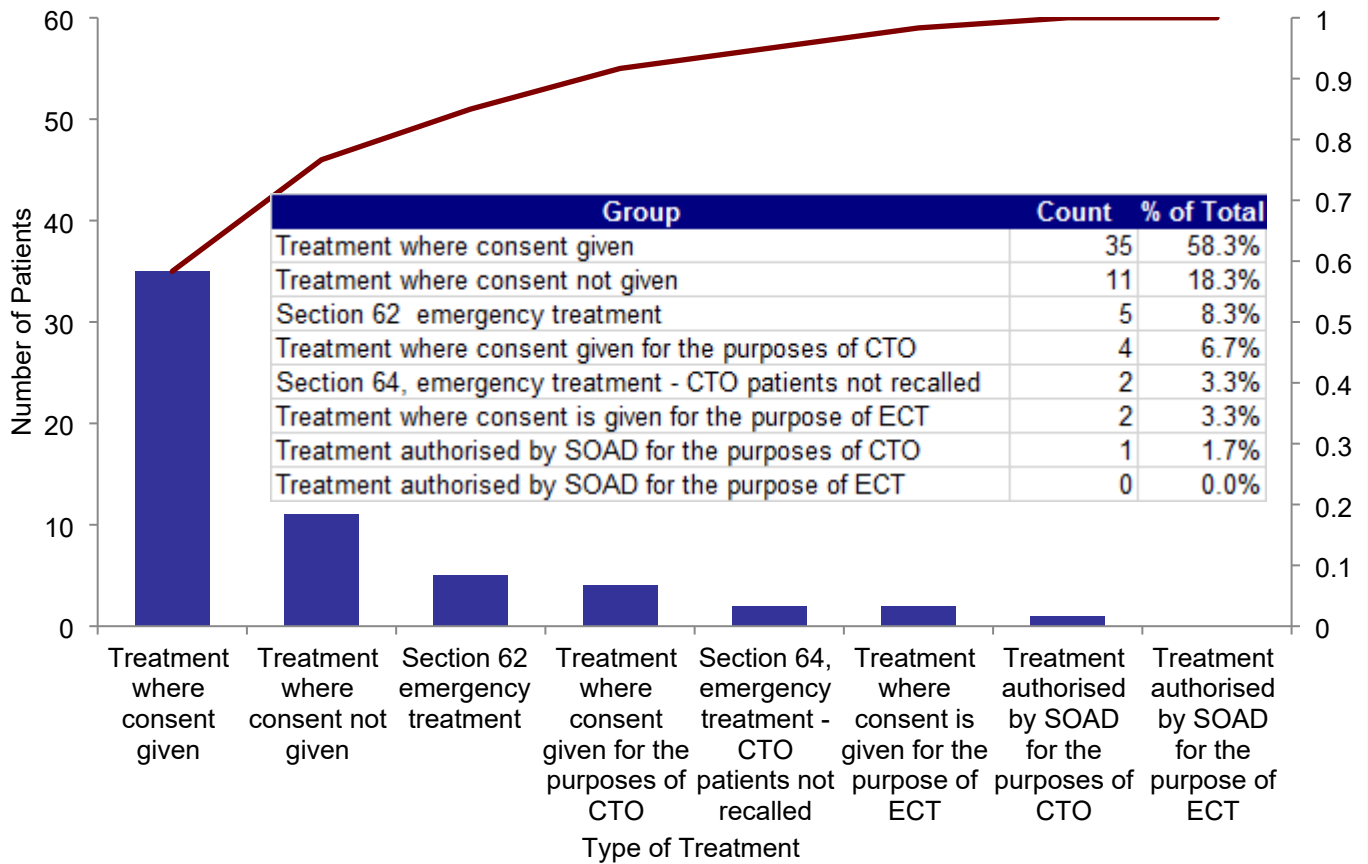 60
50
40
30
20
10
0
Number of Patients
1
0.9
0.8
0.7
0.6
0.5
0.4
0.3
0.2
0.1
0
Group Count % of Total
Treatment where consent given 35 58.3%
Treatment where consent not given 11 18.3%
Section 62 emergency treatment 5 8.3%
Treatment where consent given for the purposes of CTO 4 6.7%
Section 64, emergency treatment - CTO patients not recalled 2 3.3%
Treatment where consent is given for the purpose of ECT 2 3.3%
Treatment authorised by SOAD for the purposes of CTO 1 1.7%
Treatment authorised by SOAD for the purpose of ECT 0 0.0%
Treatment
where
consent
given
Treatment
where
consent not
given
Section 62
emergency
treatment
Treatment
where
consent
given for the
purposes of
CTO
Section 64,
emergency
treatment -
CTO
patients not
recalled
Treatment
where
consent is
given for the
purpose of
ECT
Treatment
authorised
by SOAD
for the
purposes of
CTO
Treatment
authorised
by SOAD
for the
purpose of
ECT
Type of Treatment